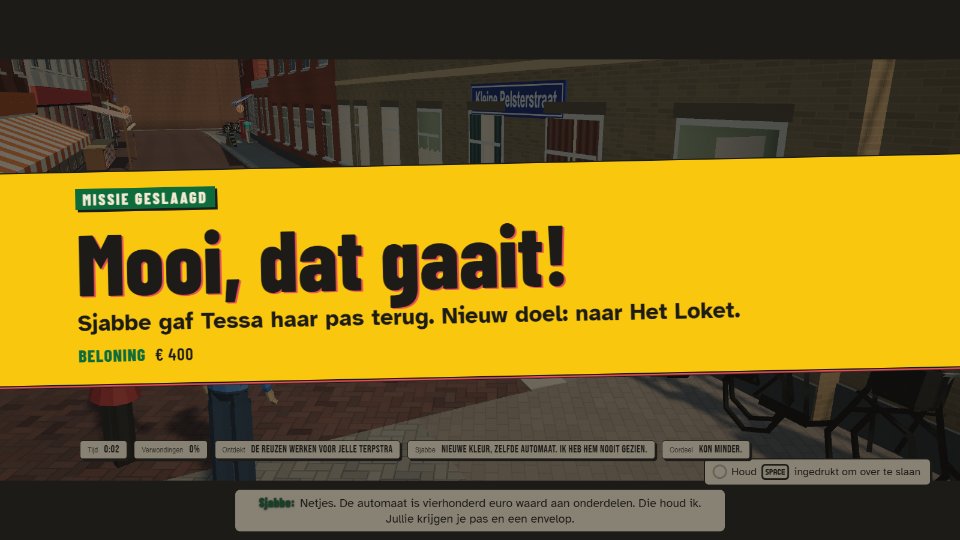 Kleine Pelsterstraat
MISSIE GESLAAGD
Mooi, dat gaait!
Sjabbe gaf Tessa haar pas terug. Nieuw doel: naar Het Loket.
BELONING € 400
Tijd 0:02 Verwondingen 0% Ontdekt DE REUZEN WERKEN VOOR JELLE TERPSTRA Sjabbe NIEUWE KLEUR, ZELFDE AUTOMAAT. IK HEB HEM NOOIT GEZIEN. Oordeel KON MINDER.
Houd SPACE ingedrukt om over te slaan
Sjabbe: Netjes. De automaat is vierhonderd euro waard aan onderdelen. Die houd ik.
Jullie krijgen je pas en een envelop.